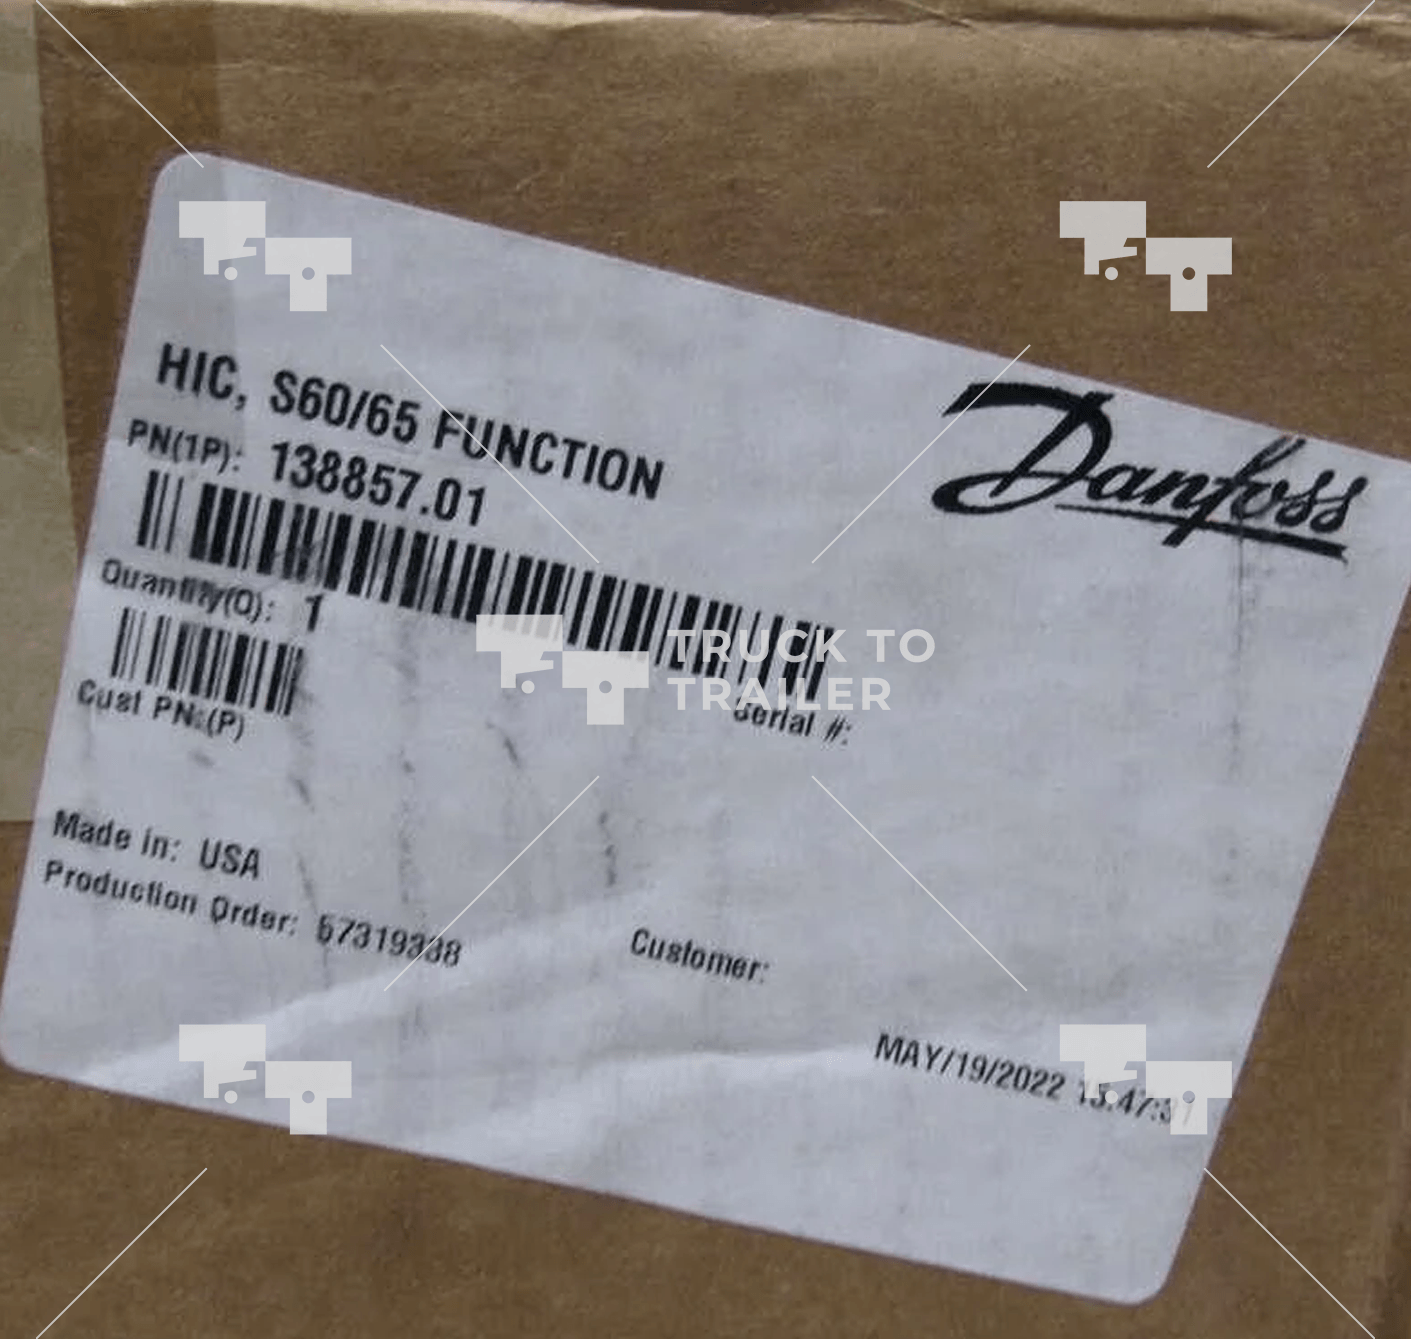 HIC, S60/65 FUNCTION
Danfoss
PN(1P): 138857.01
Quantity(Q): 1
TRUCK TO
TRAILER
Cust PN:(P)
Serial #:
Made in: USA
Production Order:
Customer:
MAY/19/2022